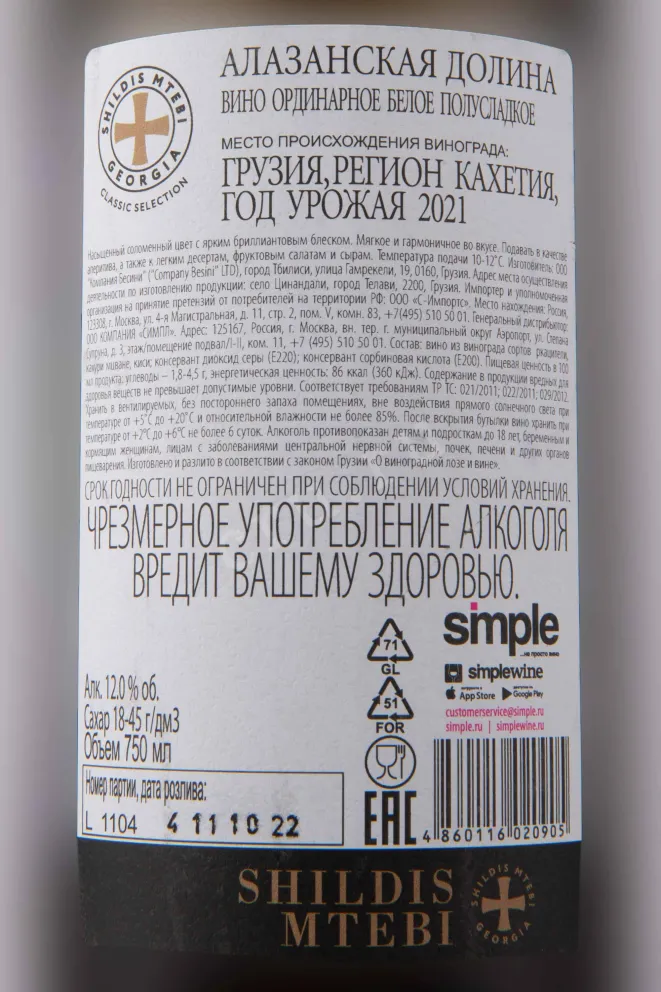 SHILDIS MTEBI
GEORGIA
CLASSIC SELECTION
АЛАЗАНСКАЯ ДОЛИНА
ВИНО ОРДИНАРНОЕ БЕЛОЕ ПОЛУСЛАДКОЕ
МЕСТО ПРОИСХОЖДЕНИЯ ВИНОГРАДА:
ГРУЗИЯ, РЕГИОН КАХЕТИЯ,
ГОД УРОЖАЯ 2021
Насыщенный соломенный цвет с ярким бриллиантовым блеском. Мягкое и гармоничное во вкусе. Подавать в качестве
аперитива, а также к легким десертам, фруктовым салатам и сырам. Температура подачи 10-12°C. Изготовитель: ООО
"Компания Бесини" ("Company Besini" LTD), город Тбилиси, улица Гамрекели, 19, 0160, Грузия. Адрес места осуществления
деятельности по изготовлению продукции: село Цинандали, город Телави, 2200, Грузия. Импортер и уполномоченная
организация на принятие претензий от потребителей на территории РФ: ООО «С-Импортс». Место нахождения: Россия,
123308, г. Москва, ул. 4-я Магистральная, д. 11, стр. 2, пом. V, комн. 83, +7(495) 510 50 01. Генеральный дистрибьютор:
ООО КОМПАНИЯ «СИМПЛ». Адрес: 125167, Россия, г. Москва, вн. тер. г. муниципальный округ Аэропорт, ул. Степана
Супруна, д. 3, этаж/помещение подвал/I-II, ком. 11, +7 (495) 510 50 01. Состав: вино из винограда сортов ркацители,
какури мцване, киси; консервант диоксид серы (E220); консервант сорбиновая кислота (E200). Пищевая ценность в 100
мл продукта: углеводы – 1,8-4,5 г, энергетическая ценность: 86 ккал (360 кДж). Содержание в продукции вредных для
здоровья веществ не превышает допустимые уровни. Соответствует требованиям ТР ТС: 021/2011; 022/2011; 029/2012.
Хранить в вентилируемых, без постороннего запаха помещениях, вне воздействия прямого солнечного света при
температуре от +5°C до +20°C и относительной влажности не более 85%. После вскрытия бутылки вино хранить при
температуре от +2°C до +6°C не более 6 суток. Алкоголь противопоказан детям и подросткам до 18 лет, беременным и
кормящим женщинам, лицам с заболеваниями центральной нервной системы, почек, печени и других органов
пищеварения. Изготовлено и разлито в соответствии с законом Грузии «О виноградной лозе и вине».
СРОК ГОДНОСТИ НЕ ОГРАНИЧЕН ПРИ СОБЛЮДЕНИИ УСЛОВИЙ ХРАНЕНИЯ.
ЧРЕЗМЕРНОЕ УПОТРЕБЛЕНИЕ АЛКОГОЛЯ
ВРЕДИТ ВАШЕМУ ЗДОРОВЬЮ.
71
GL
51
FOR
simple
...не просто вино
simplewine
App Store
Google Play
customerservice@simple.ru
simple.ru | simplewine.ru
Алк. 12.0 % об.
Сахар 18-45 г/дм3
Объем 750 мл
Номер партии, дата розлива:
L 1104 4 11 10 22
EAC
4 860116 020905
SHILDIS
MTEBI
SHILDIS MTEBI
GEORGIA